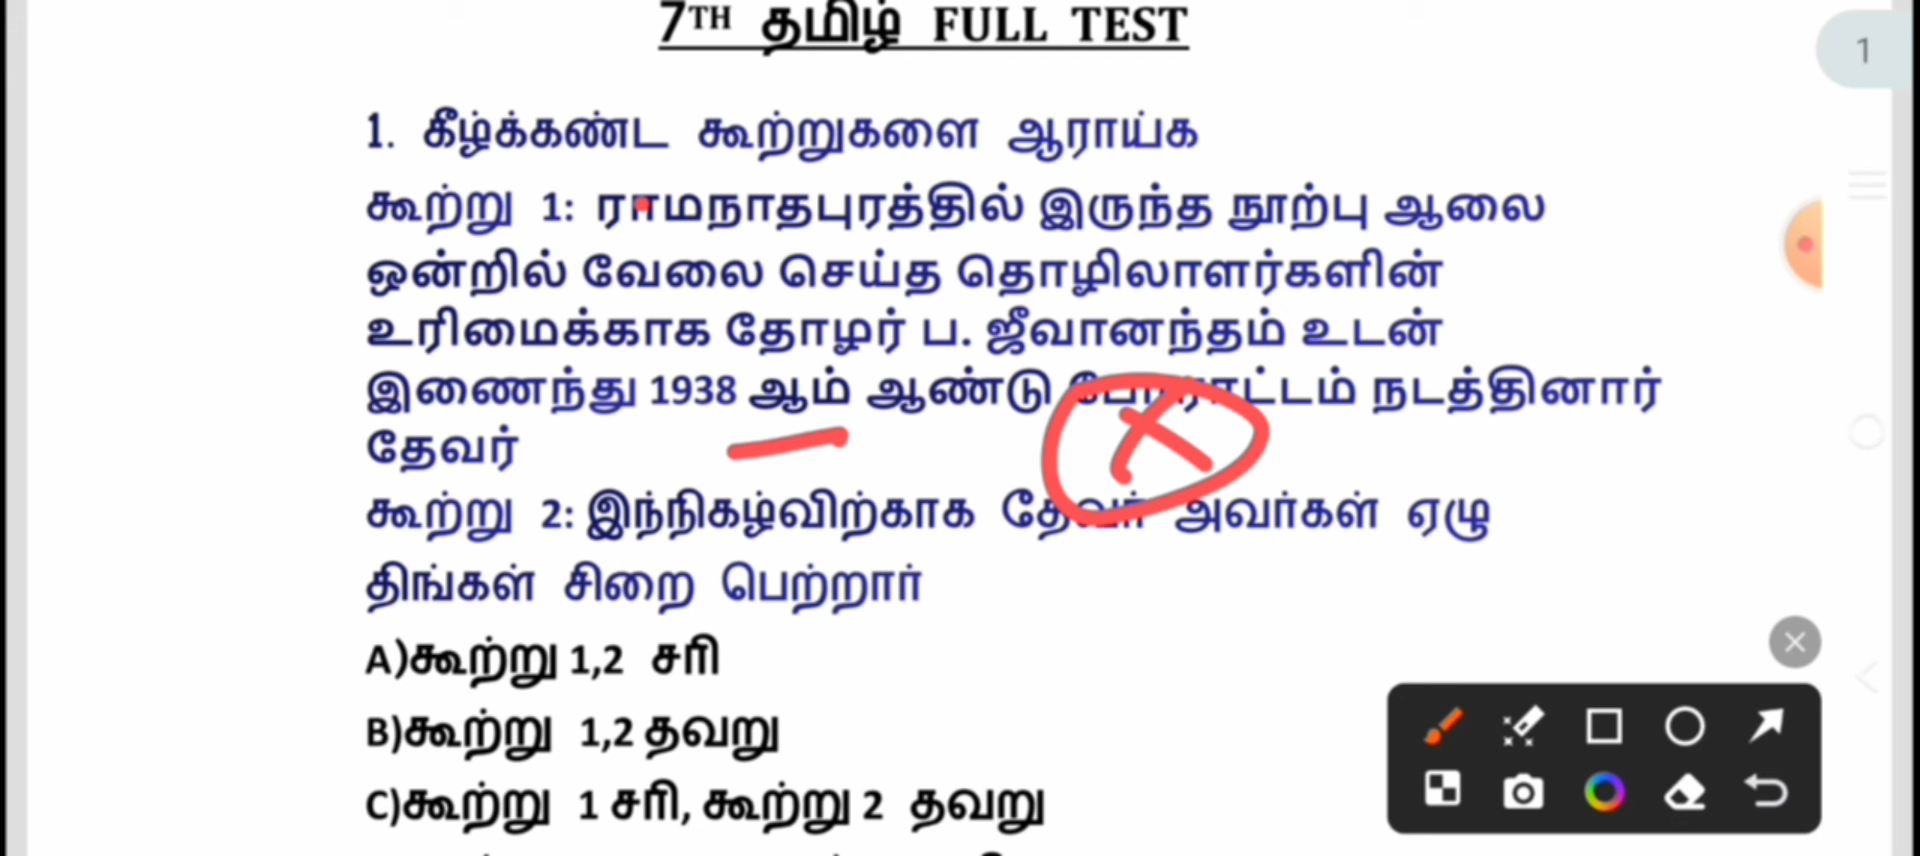 7TH தமிழ் FULL TEST
1
1. கீழ்க்கண்ட கூற்றுகளை ஆராய்க
கூற்று 1: ராமநாதபுரத்தில் இருந்த நூற்பு ஆலை
ஒன்றில் வேலை செய்த தொழிலாளர்களின்
உரிமைக்காக தோழர் ப. ஜீவானந்தம் உடன்
இணைந்து 1938 ஆம் ஆண்டு போராட்டம் நடத்தினார்
தேவர்
கூற்று 2: இந்நிகழ்விற்காக தேவர் அவர்கள் ஏழு
திங்கள் சிறை பெற்றார்
A)கூற்று 1,2 சரி
B)கூற்று 1,2 தவறு
C)கூற்று 1 சரி, கூற்று 2 தவறு